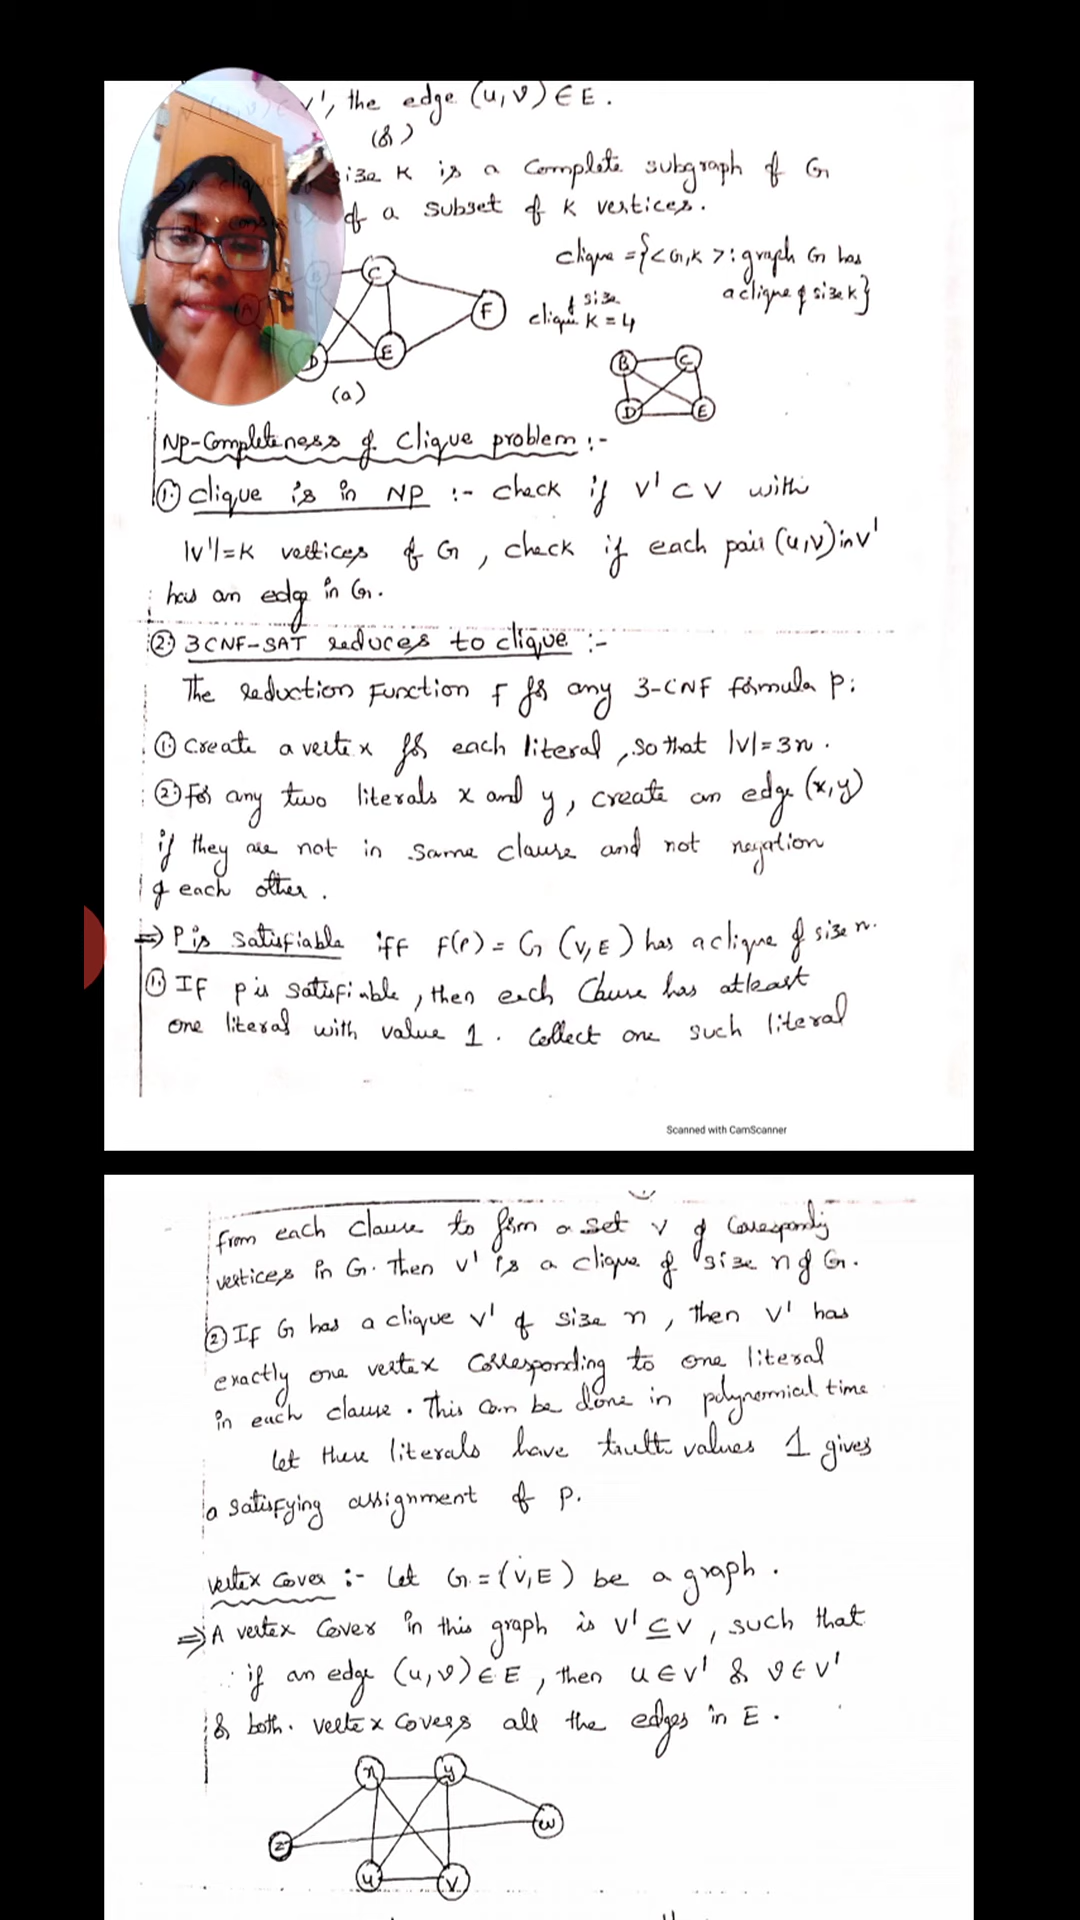 V', the edge (u,v) ∈ E.
(or)
size K is a complete subgraph of G
of a subset of K vertices.
clique = {<G,K>: graph G has
a clique of size K}
of size
clique K = 4
B
C
D
E
F
A
D
E
C
B
(a)
NP-Completeness of Clique problem :-
① clique is in NP :- check if V' ⊂ V with
|V'|=K vertices of G, check if each pair (u,v) in V'
has an edge in G.
② 3CNF-SAT reduces to clique :-
The reduction Function F for any 3-CNF formula P:
① Create a vertex for each literal, so that |V|=3n.
② For any two literals x and y, create an edge (x,y)
if they are not in same clause and not negation
of each other.
⇒ P is satisfiable iff F(P) = G (V,E) has a clique of size n.
① If P is satisfiable, then each Clause has atleast
one literal with value 1. Collect one such literal
Scanned with CamScanner
from each clause to form a set V of Correspondig
vertices in G. Then V' is a clique of size n of G.
② If G has a clique V' of size n, then V' has
exactly one vertex Corresponding to one literal
in each clause. This can be done in polynomial time
Let these literals have truth values 1 gives
a satisfying assignment of P.
vertex Cover :- Let G = (V,E) be a graph.
⇒ A vertex Cover in this graph is V' ⊆ V, such that
if an edge (u,v) ∈ E, then u ∈ V' or v ∈ V'
or both. vertex covers all the edges in E.
x
y
z
w
u
v